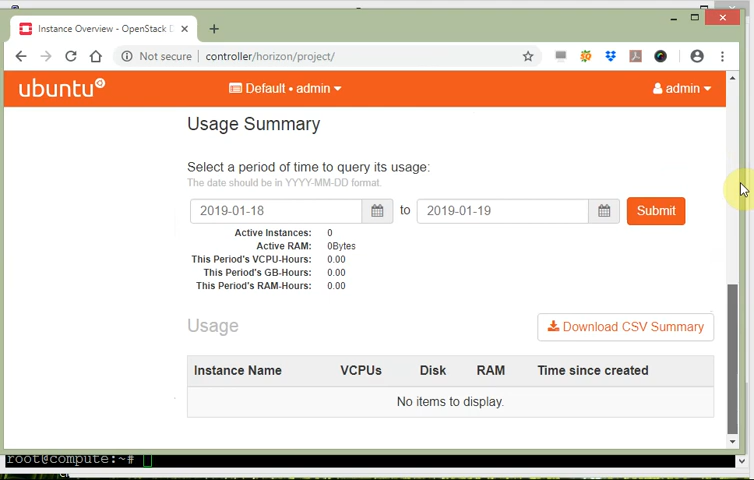 Instance Overview - OpenStack D
Not secure controller/horizon/project/
ubuntu Default • admin admin
Usage Summary
Select a period of time to query its usage:
The date should be in YYYY-MM-DD format.
2019-01-18 to 2019-01-19 Submit
Active Instances: 0
Active RAM: 0Bytes
This Period's VCPU-Hours: 0.00
This Period's GB-Hours: 0.00
This Period's RAM-Hours: 0.00
Usage Download CSV Summary
Instance Name VCPUs Disk RAM Time since created
No items to display.
root@compute:~#